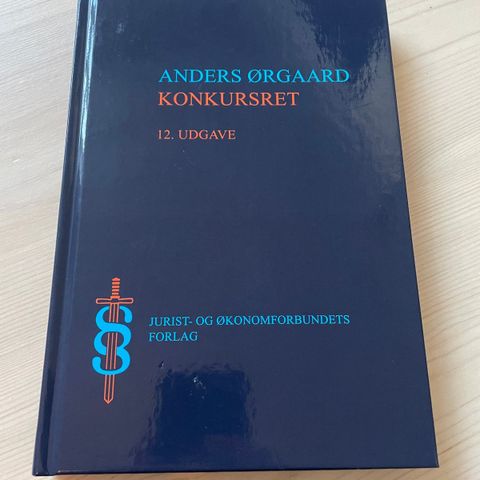 ANDERS ØRGAARD
KONKURSRET
12. UDGAVE
JURIST- OG ØKONOMFORBUNDETS
FORLAG